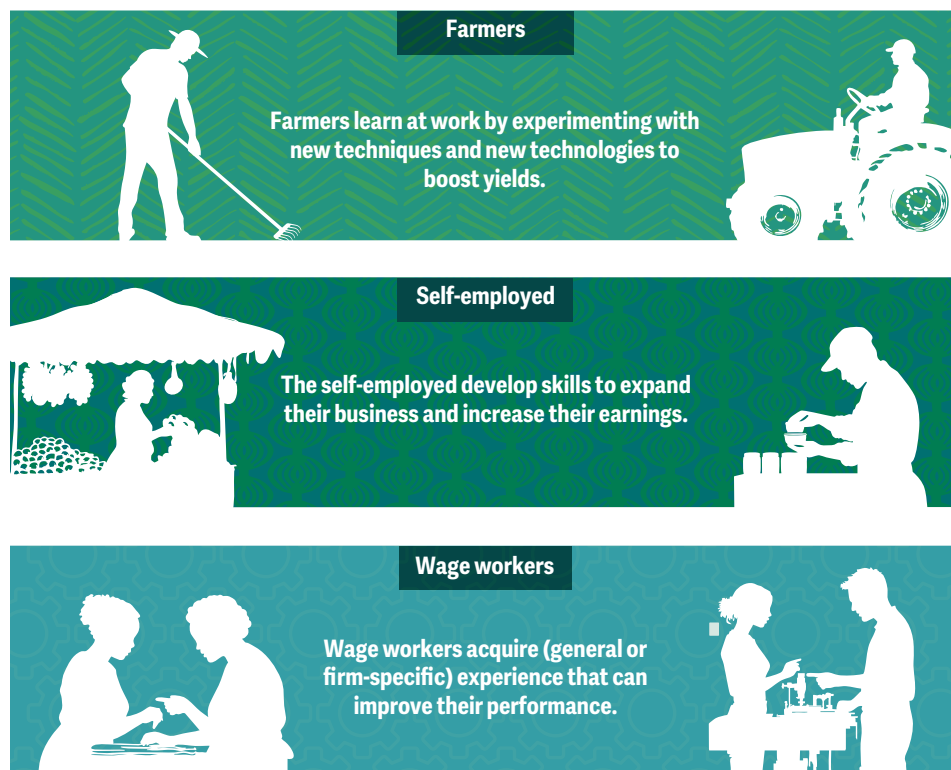 Farmers
Farmers learn at work by experimenting with
new techniques and new technologies to
boost yields.
Self-employed
The self-employed develop skills to expand
their business and increase their earnings.
Wage workers
Wage workers acquire (general or
firm-specific) experience that can
improve their performance.